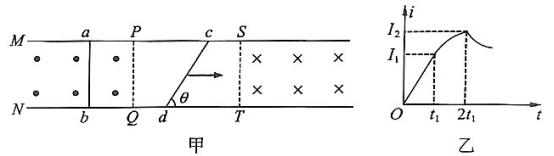 M a P c S
N b Q d θ T
甲
i
I₂
I₁
O t₁ 2t₁ t
乙